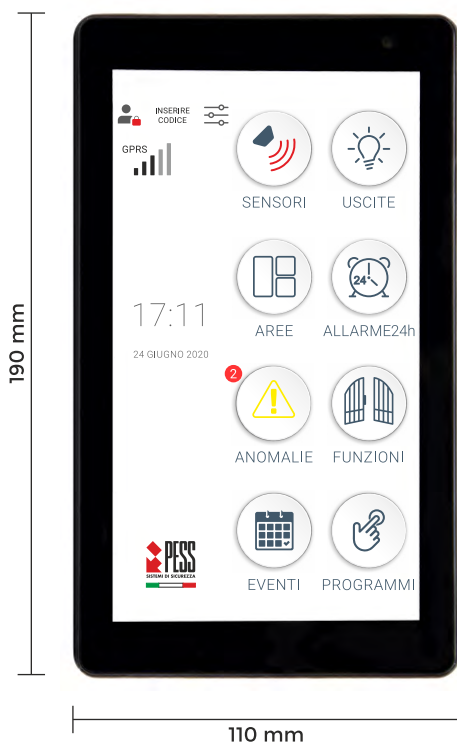 INSERIRE
CODICE
GPRS
SENSORI
USCITE
17:11
24 GIUGNO 2020
AREE
24h
ALLARME24h
2
ANOMALIE
FUNZIONI
PESS
SISTEMI DI SICUREZZA
EVENTI
PROGRAMMI
190 mm
110 mm